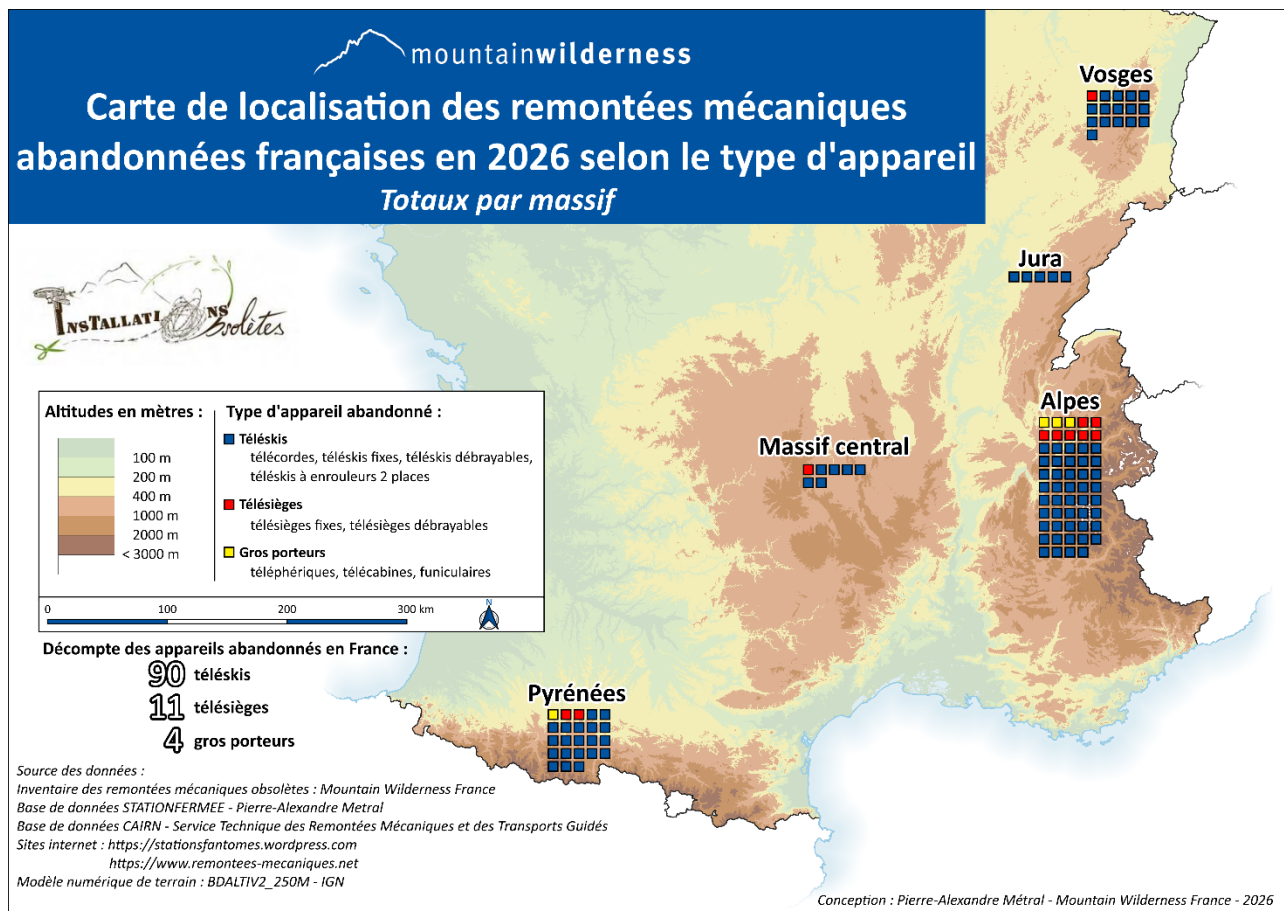 mountainwilderness
Carte de localisation des remontées mécaniques
abandonnées françaises en 2026 selon le type d'appareil
Totaux par massif
Vosges
Jura
Alpes
Massif central
Pyrénées
InsTallatiOns
Obsolètes
Altitudes en mètres :
100 m
200 m
400 m
1000 m
2000 m
< 3000 m
Type d'appareil abandonné :
Téléskis
télécordes, téléskis fixes, téléskis débrayables,
téléskis à enrouleurs 2 places
Télésièges
télésièges fixes, télésièges débrayables
Gros porteurs
téléphériques, télécabines, funiculaires
0 100 200 300 km
N
Décompte des appareils abandonnés en France :
90 téléskis
11 télésièges
4 gros porteurs
Source des données :
Inventaire des remontées mécaniques obsolètes : Mountain Wilderness France
Base de données STATIONFERMEE - Pierre-Alexandre Metral
Base de données CAIRN - Service Technique des Remontées Mécaniques et des Transports Guidés
Sites internet : https://stationsfantomes.wordpress.com
https://www.remontees-mecaniques.net
Modèle numérique de terrain : BDALTIV2_250M - IGN
Conception : Pierre-Alexandre Métral - Mountain Wilderness France - 2026